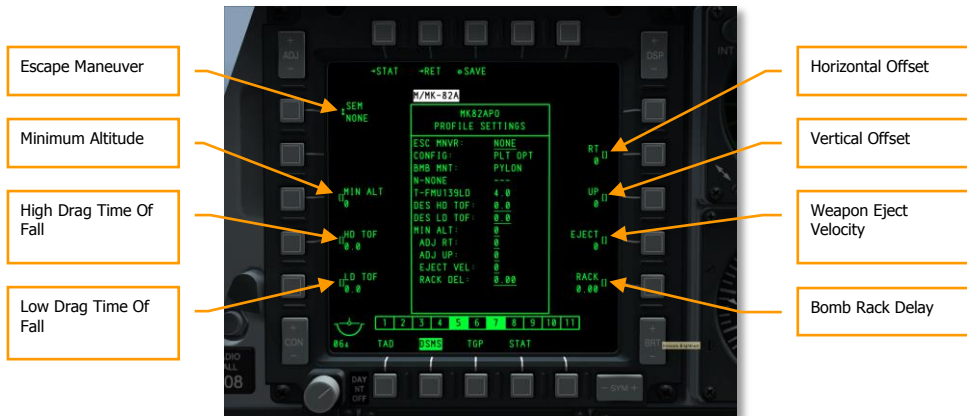 Escape Maneuver
Minimum Altitude
High Drag Time Of
Fall
Low Drag Time Of
Fall
ADJ
DSP
INT
→STAT →RET ●SAVE
M/MK-82A
SEM
NONE
MIN ALT
0
HD TOF
0.0
LD TOF
0.0
MK82APO
PROFILE SETTINGS
ESC MNVR: NONE
CONFIG: PLT OPT
BMB MNT: PYLON
N-NONE ---
T-FMU139LD 4.0
DES HD TOF: 0.0
DES LD TOF: 0.0
MIN ALT: 0
ADJ RT: 0
ADJ UP: 0
EJECT VEL: 0
RACK DEL: 0.00
RT
0
UP
0
EJECT
0
RACK
0.00
1 2 3 4 5 6 7 8 9 10 11
TAD DSMS TGP STAT
CON
BRT
DAY
NT
OFF
- SYM +
08
Horizontal Offset
Vertical Offset
Weapon Eject
Velocity
Bomb Rack Delay